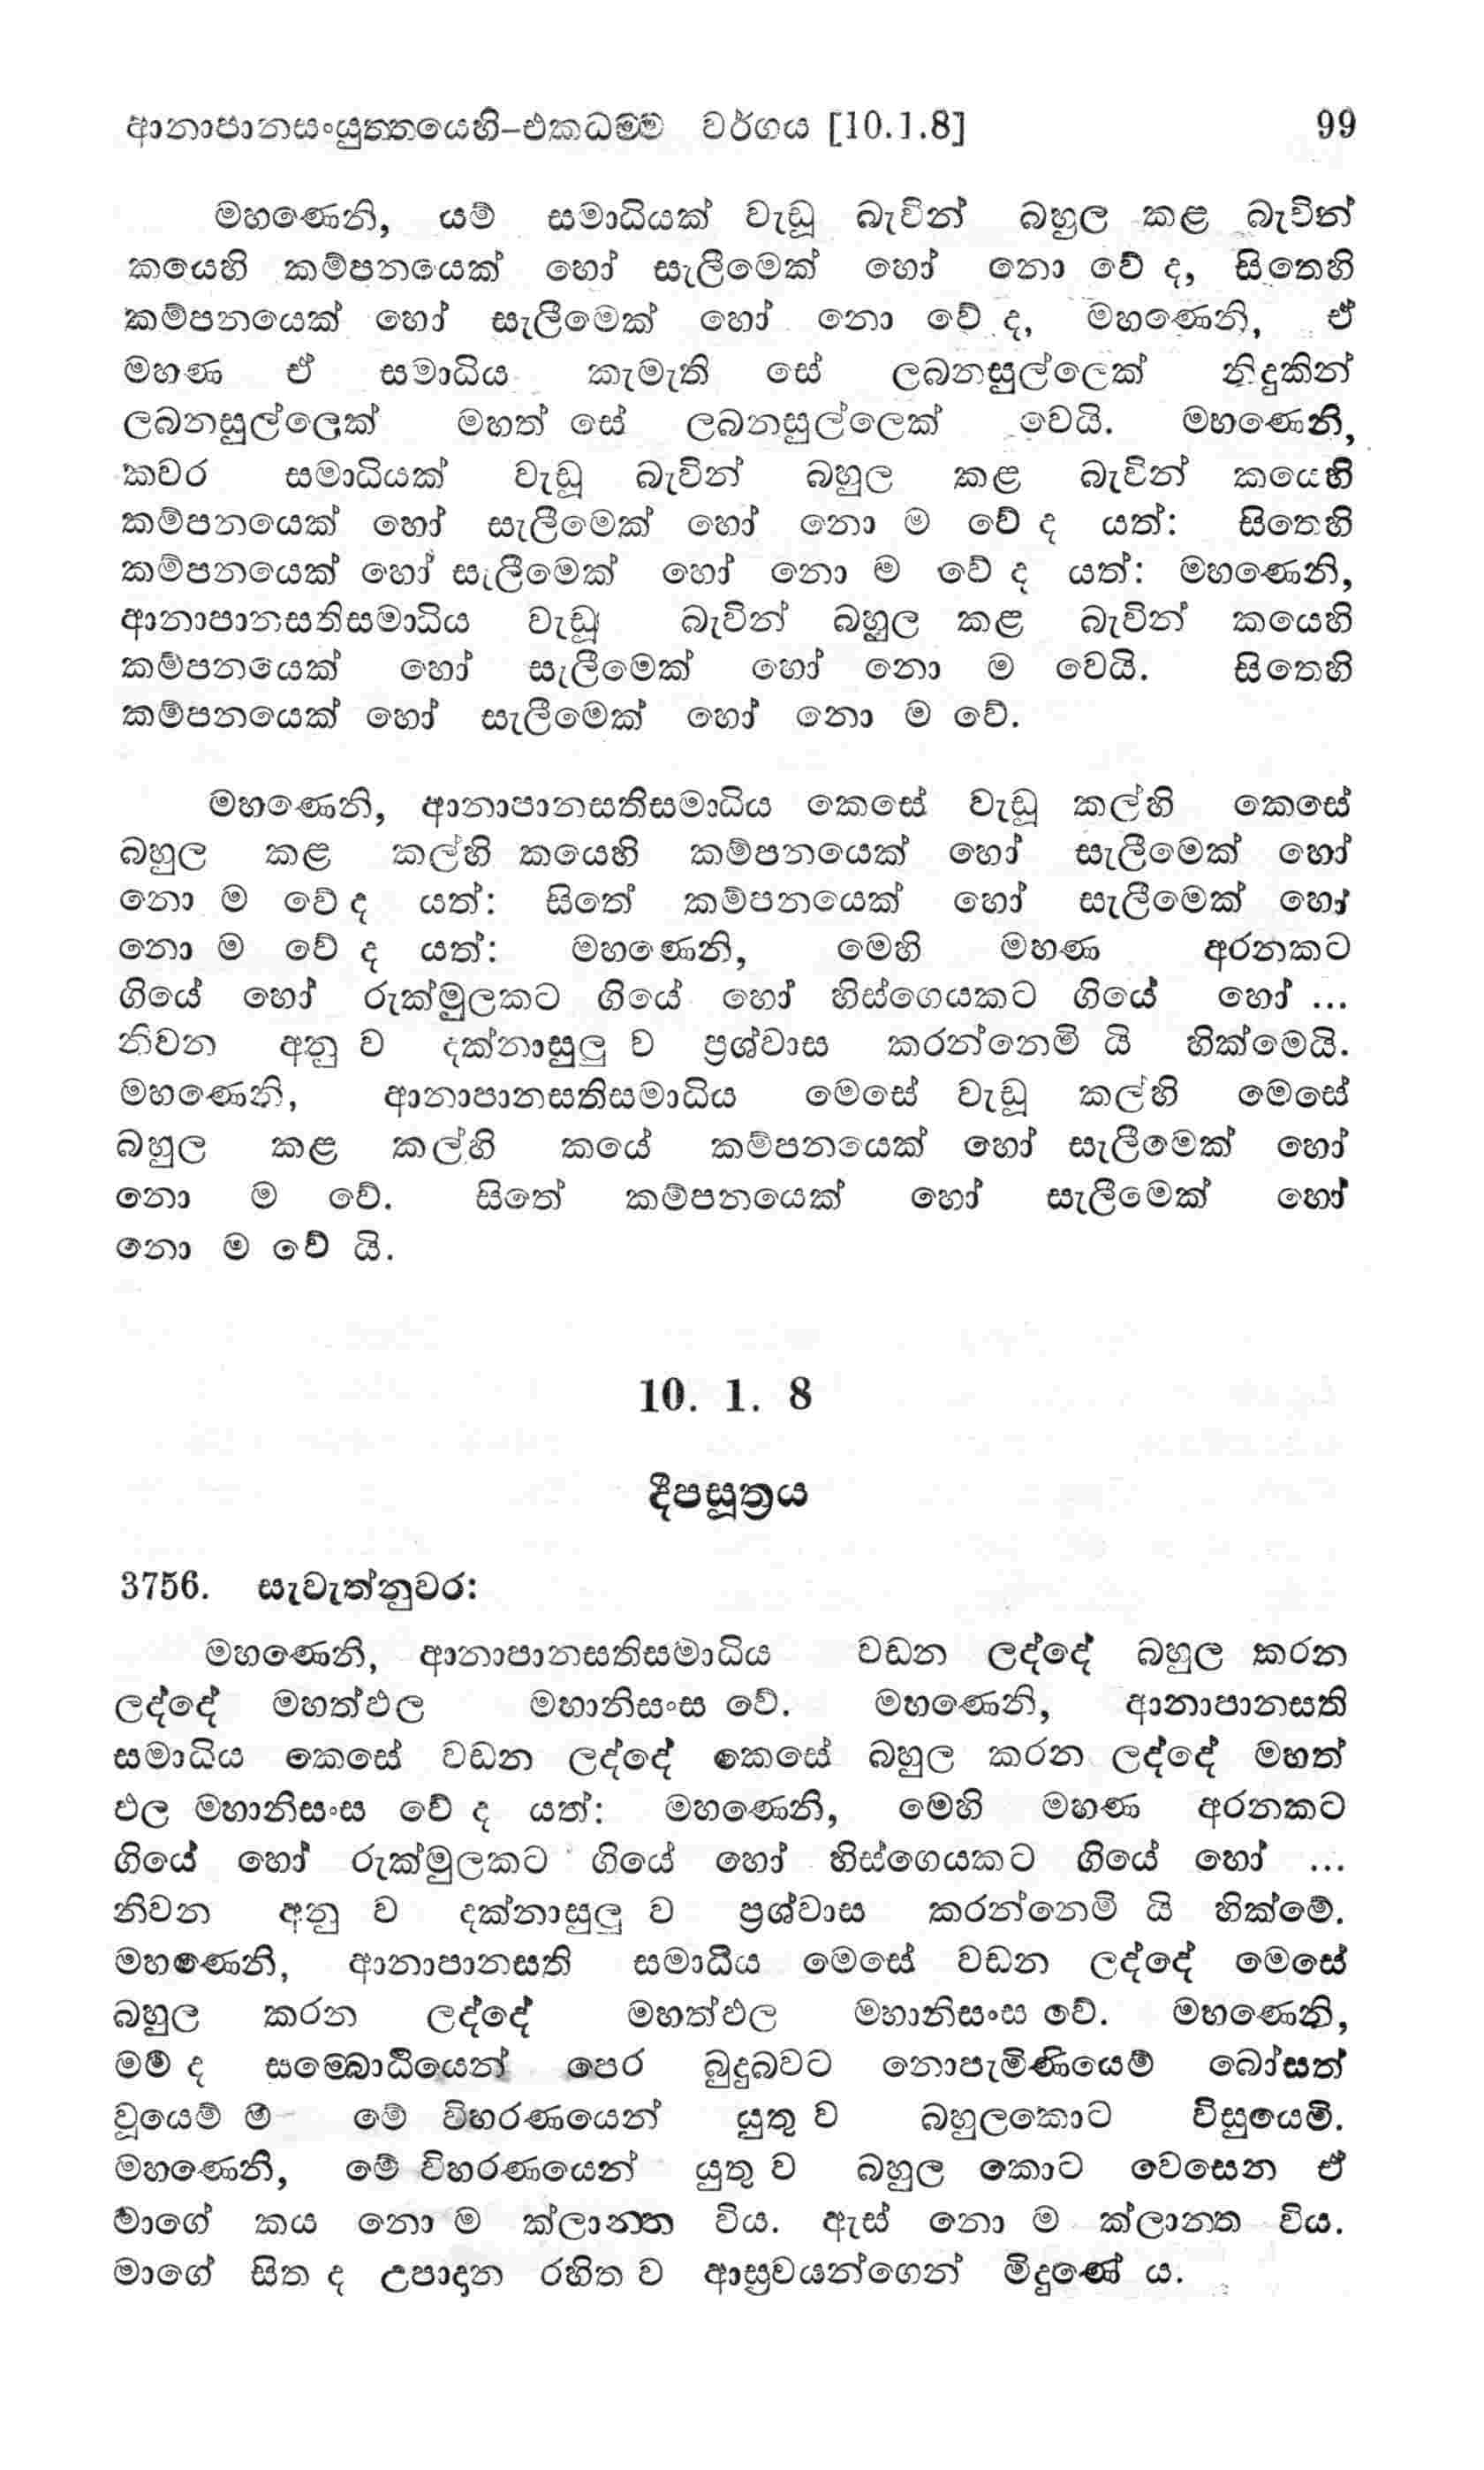 ආනාපානසංයුත්තයෙහි–එකධම්ම වර්ගය [10.1.8] 99
මහණෙනි, යම් සමාධියක් වැඩූ බැවින් බහුල කළ බැවින්
කයෙහි කම්පනයෙක් හෝ සැලීමෙක් හෝ නො වේ ද, සිතෙහි
කම්පනයෙක් හෝ සැලීමෙක් හෝ නො වේ ද, මහණෙනි, ඒ
මහණ ඒ සමාධිය කැමැති සේ ලබනසුල්ලෙක් නිදුකින්
ලබනසුල්ලෙක් මහත් සේ ලබනසුල්ලෙක් වෙයි. මහණෙනි,
කවර සමාධියක් වැඩූ බැවින් බහුල කළ බැවින් කයෙහි
කම්පනයෙක් හෝ සැලීමෙක් හෝ නො ම වේ ද යත්: සිතෙහි
කම්පනයෙක් හෝ සැලීමෙක් හෝ නො ම වේ ද යත්: මහණෙනි,
ආනාපානසතිසමාධිය වැඩූ බැවින් බහුල කළ බැවින් කයෙහි
කම්පනයෙක් හෝ සැලීමෙක් හෝ නො ම වෙයි. සිතෙහි
කම්පනයෙක් හෝ සැලීමෙක් හෝ නො ම වේ.
මහණෙනි, ආනාපානසතිසමාධිය කෙසේ වැඩූ කල්හි කෙසේ
බහුල කළ කල්හි කයෙහි කම්පනයෙක් හෝ සැලීමෙක් හෝ
නො ම වේ ද යත්: සිතේ කම්පනයෙක් හෝ සැලීමෙක් හෝ
නො ම වේ ද යත්: මහණෙනි, මෙහි මහණ අරනකට
ගියේ හෝ රුක්මුලකට ගියේ හෝ හිස්ගෙයකට ගියේ හෝ ...
නිවන අනු ව දක්නාසුලු ව ප්‍රශ්වාස කරන්නෙමි යි හික්මෙයි.
මහණෙනි, ආනාපානසතිසමාධිය මෙසේ වැඩූ කල්හි මෙසේ
බහුල කළ කල්හි කයේ කම්පනයෙක් හෝ සැලීමෙක් හෝ
නො ම වේ. සිතේ කම්පනයෙක් හෝ සැලීමෙක් හෝ
නො ම වේ යි.
10. 1. 8
දීපසූත්‍රය
3756. සැවැත්නුවර:
මහණෙනි, ආනාපානසතිසමාධිය වඩන ලද්දේ බහුල කරන
ලද්දේ මහත්ඵල මහානිසංස වේ. මහණෙනි, ආනාපානසති
සමාධිය කෙසේ වඩන ලද්දේ කෙසේ බහුල කරන ලද්දේ මහත්
ඵල මහානිසංස වේ ද යත්: මහණෙනි, මෙහි මහණ අරනකට
ගියේ හෝ රුක්මුලකට ගියේ හෝ හිස්ගෙයකට ගියේ හෝ ...
නිවන අනු ව දක්නාසුලු ව ප්‍රශ්වාස කරන්නෙමි යි හික්මේ.
මහණෙනි, ආනාපානසති සමාධිය මෙසේ වඩන ලද්දේ මෙසේ
බහුල කරන ලද්දේ මහත්ඵල මහානිසංස වේ. මහණෙනි,
මම ද සම්බොධියෙන් පෙර බුදුබවට නොපැමිණියෙම් බෝසත්
වූයෙම් ම මේ විහරණයෙන් යුතු ව බහුලකොට විසුයෙමි.
මහණෙනි, මේ විහරණයෙන් යුතු ව බහුල කොට වෙසෙන ඒ
මාගේ කය නො ම ක්ලාන්ත විය. ඇස් නො ම ක්ලාන්ත විය.
මාගේ සිත ද උපාදාන රහිත ව ආස්‍රවයන්ගෙන් මිදුණේ ය.